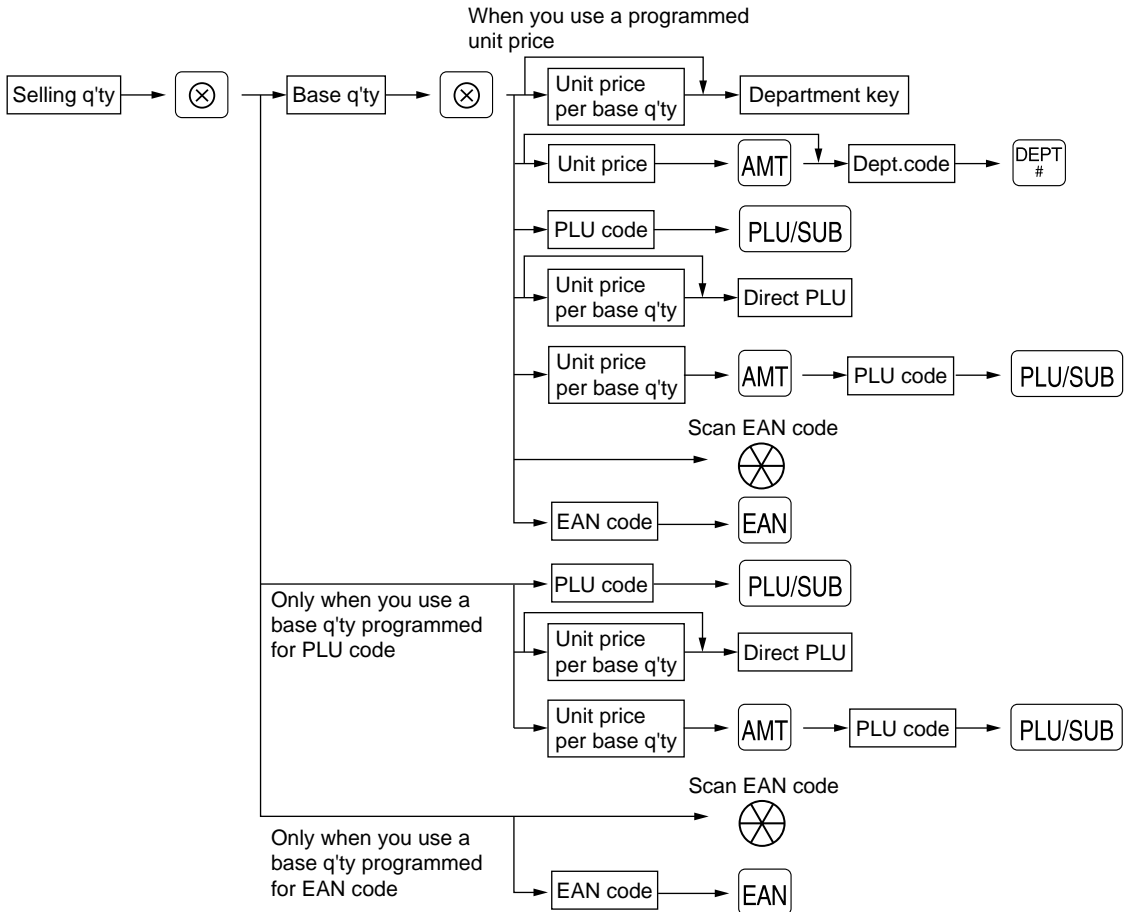 When you use a programmed
unit price
Selling q'ty
⊗
Base q'ty
⊗
Unit price
per base q'ty
Department key
Unit price
AMT
Dept.code
DEPT
#
PLU code
PLU/SUB
Unit price
per base q'ty
Direct PLU
Unit price
per base q'ty
AMT
PLU code
PLU/SUB
Scan EAN code
EAN code
EAN
Only when you use a
base q'ty programmed
for PLU code
PLU code
PLU/SUB
Unit price
per base q'ty
Direct PLU
Unit price
per base q'ty
AMT
PLU code
PLU/SUB
Scan EAN code
Only when you use a
base q'ty programmed
for EAN code
EAN code
EAN